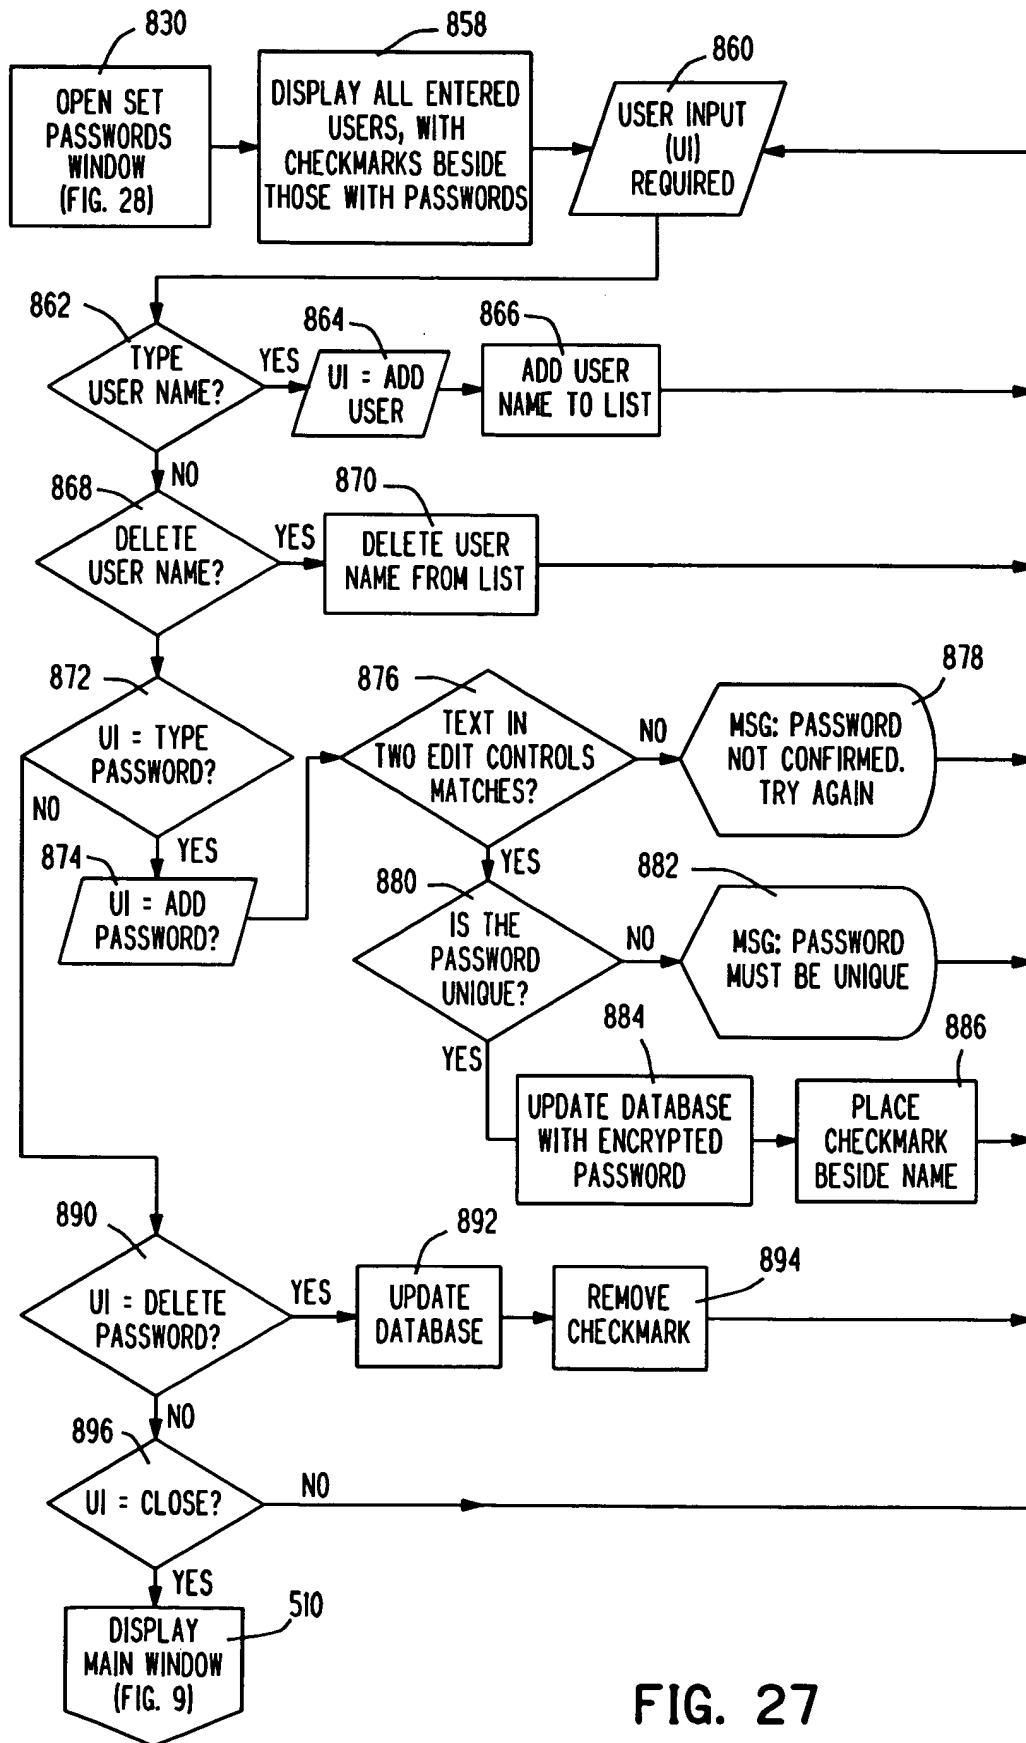 830
OPEN SET
PASSWORDS
WINDOW
(FIG. 28)
858
DISPLAY ALL ENTERED
USERS, WITH
CHECKMARKS BESIDE
THOSE WITH PASSWORDS
860
USER INPUT
(UI)
REQUIRED
862
TYPE
USER NAME?
YES
864
UI = ADD
USER
866
ADD USER
NAME TO LIST
NO
868
DELETE
USER NAME?
YES
870
DELETE USER
NAME FROM LIST
872
UI = TYPE
PASSWORD?
NO
YES
874
UI = ADD
PASSWORD?
876
TEXT IN
TWO EDIT CONTROLS
MATCHES?
NO
878
MSG: PASSWORD
NOT CONFIRMED.
TRY AGAIN
YES
880
IS THE
PASSWORD
UNIQUE?
NO
882
MSG: PASSWORD
MUST BE UNIQUE
YES
884
UPDATE DATABASE
WITH ENCRYPTED
PASSWORD
886
PLACE
CHECKMARK
BESIDE NAME
890
UI = DELETE
PASSWORD?
YES
892
UPDATE
DATABASE
894
REMOVE
CHECKMARK
NO
896
UI = CLOSE?
NO
YES
510
DISPLAY
MAIN WINDOW
(FIG. 9)
FIG. 27